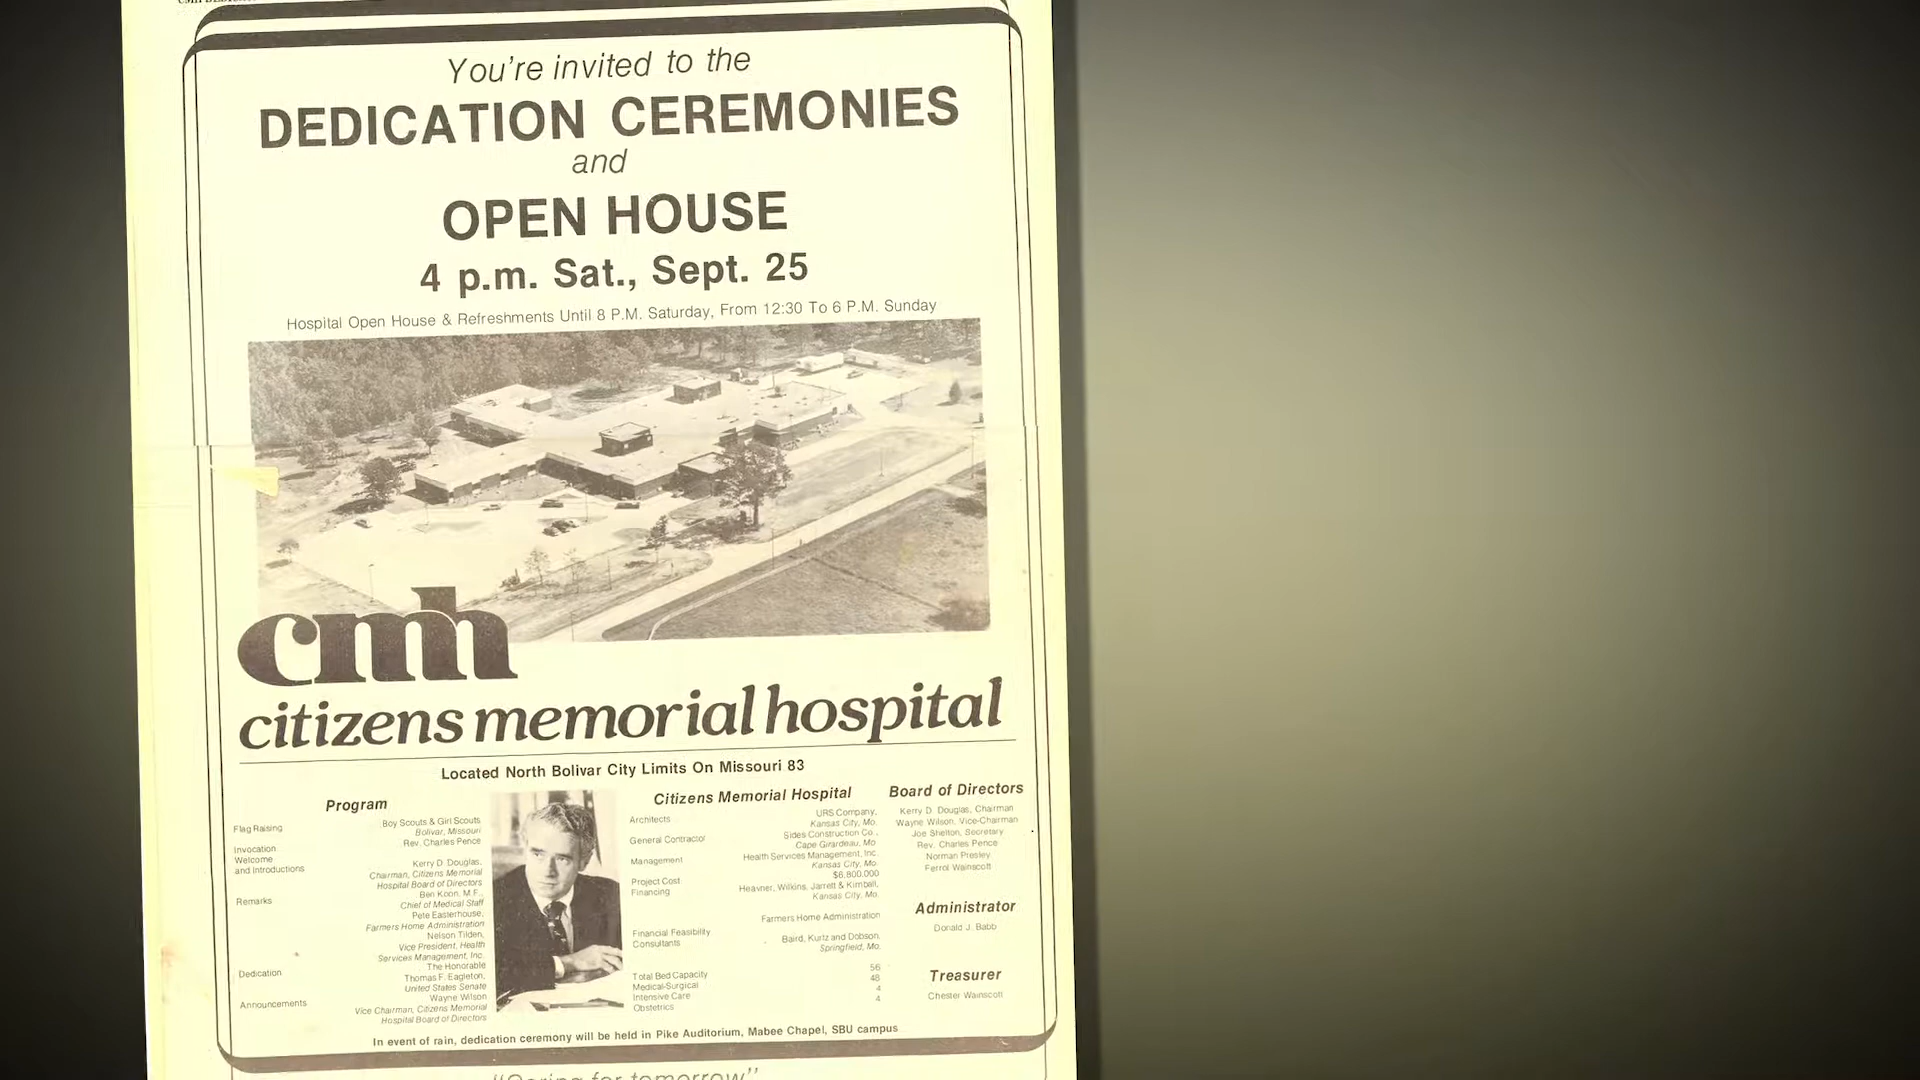 You're invited to the
DEDICATION CEREMONIES
and
OPEN HOUSE
4 p.m. Sat., Sept. 25
Hospital Open House & Refreshments Until 8 P.M. Saturday, From 12:30 To 6 P.M. Sunday
cmh
citizens memorial hospital
Located North Bolivar City Limits On Missouri 83
Program
Flag Raising
Boy Scouts & Girl Scouts
Bolivar, Missouri
Invocation
Rev. Charles Pence
Welcome
and Introductions
Kerry D. Douglas,
Chairman, Citizens Memorial
Hospital Board of Directors
Remarks
Ben Koon, M.F.,
Chief of Medical Staff
Pete Easterhouse,
Farmers Home Administration
Nelson Tilden,
Vice President, Health
Services Management, Inc.
Dedication
The Honorable
Thomas F. Eagleton,
United States Senate
Announcements
Wayne Wilson
Vice Chairman, Citizens Memorial
Hospital Board of Directors
Citizens Memorial Hospital
Architects
URS Company,
Kansas City, Mo.
General Contractor
Sides Construction Co.,
Cape Girardeau, Mo.
Management
Health Services Management, Inc.
Kansas City, Mo.
Project Cost
$6,800,000
Financing
Heavner, Wilkins, Jarrett & Kimball,
Kansas City, Mo.
Farmers Home Administration
Financial Feasibility
Consultants
Baird, Kurtz and Dobson,
Springfield, Mo.
Total Bed Capacity 56
Medical-Surgical 48
Intensive Care 4
Obstetrics 4
Board of Directors
Kerry D. Douglas, Chairman
Wayne Wilson, Vice-Chairman
Joe Shelton, Secretary
Rev. Charles Pence
Norman Presley
Ferrol Wainscott
Administrator
Donald J. Babb
Treasurer
Chester Wainscott
In event of rain, dedication ceremony will be held in Pike Auditorium, Mabee Chapel, SBU campus
"Caring for tomorrow"